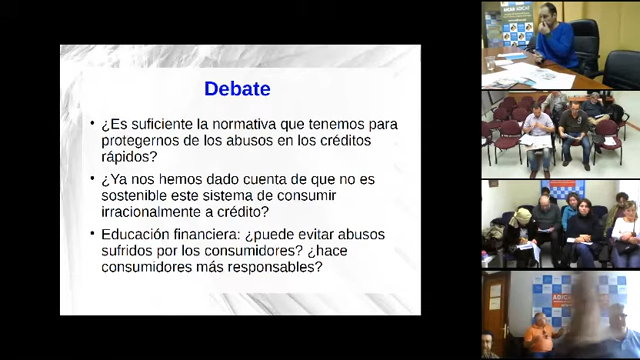 Debate
• ¿Es suficiente la normativa que tenemos para
protegernos de los abusos en los créditos
rápidos?
• ¿Ya nos hemos dado cuenta de que no es
sostenible este sistema de consumir
irracionalmente a crédito?
• Educación financiera: ¿puede evitar abusos
sufridos por los consumidores? ¿hace
consumidores más responsables?